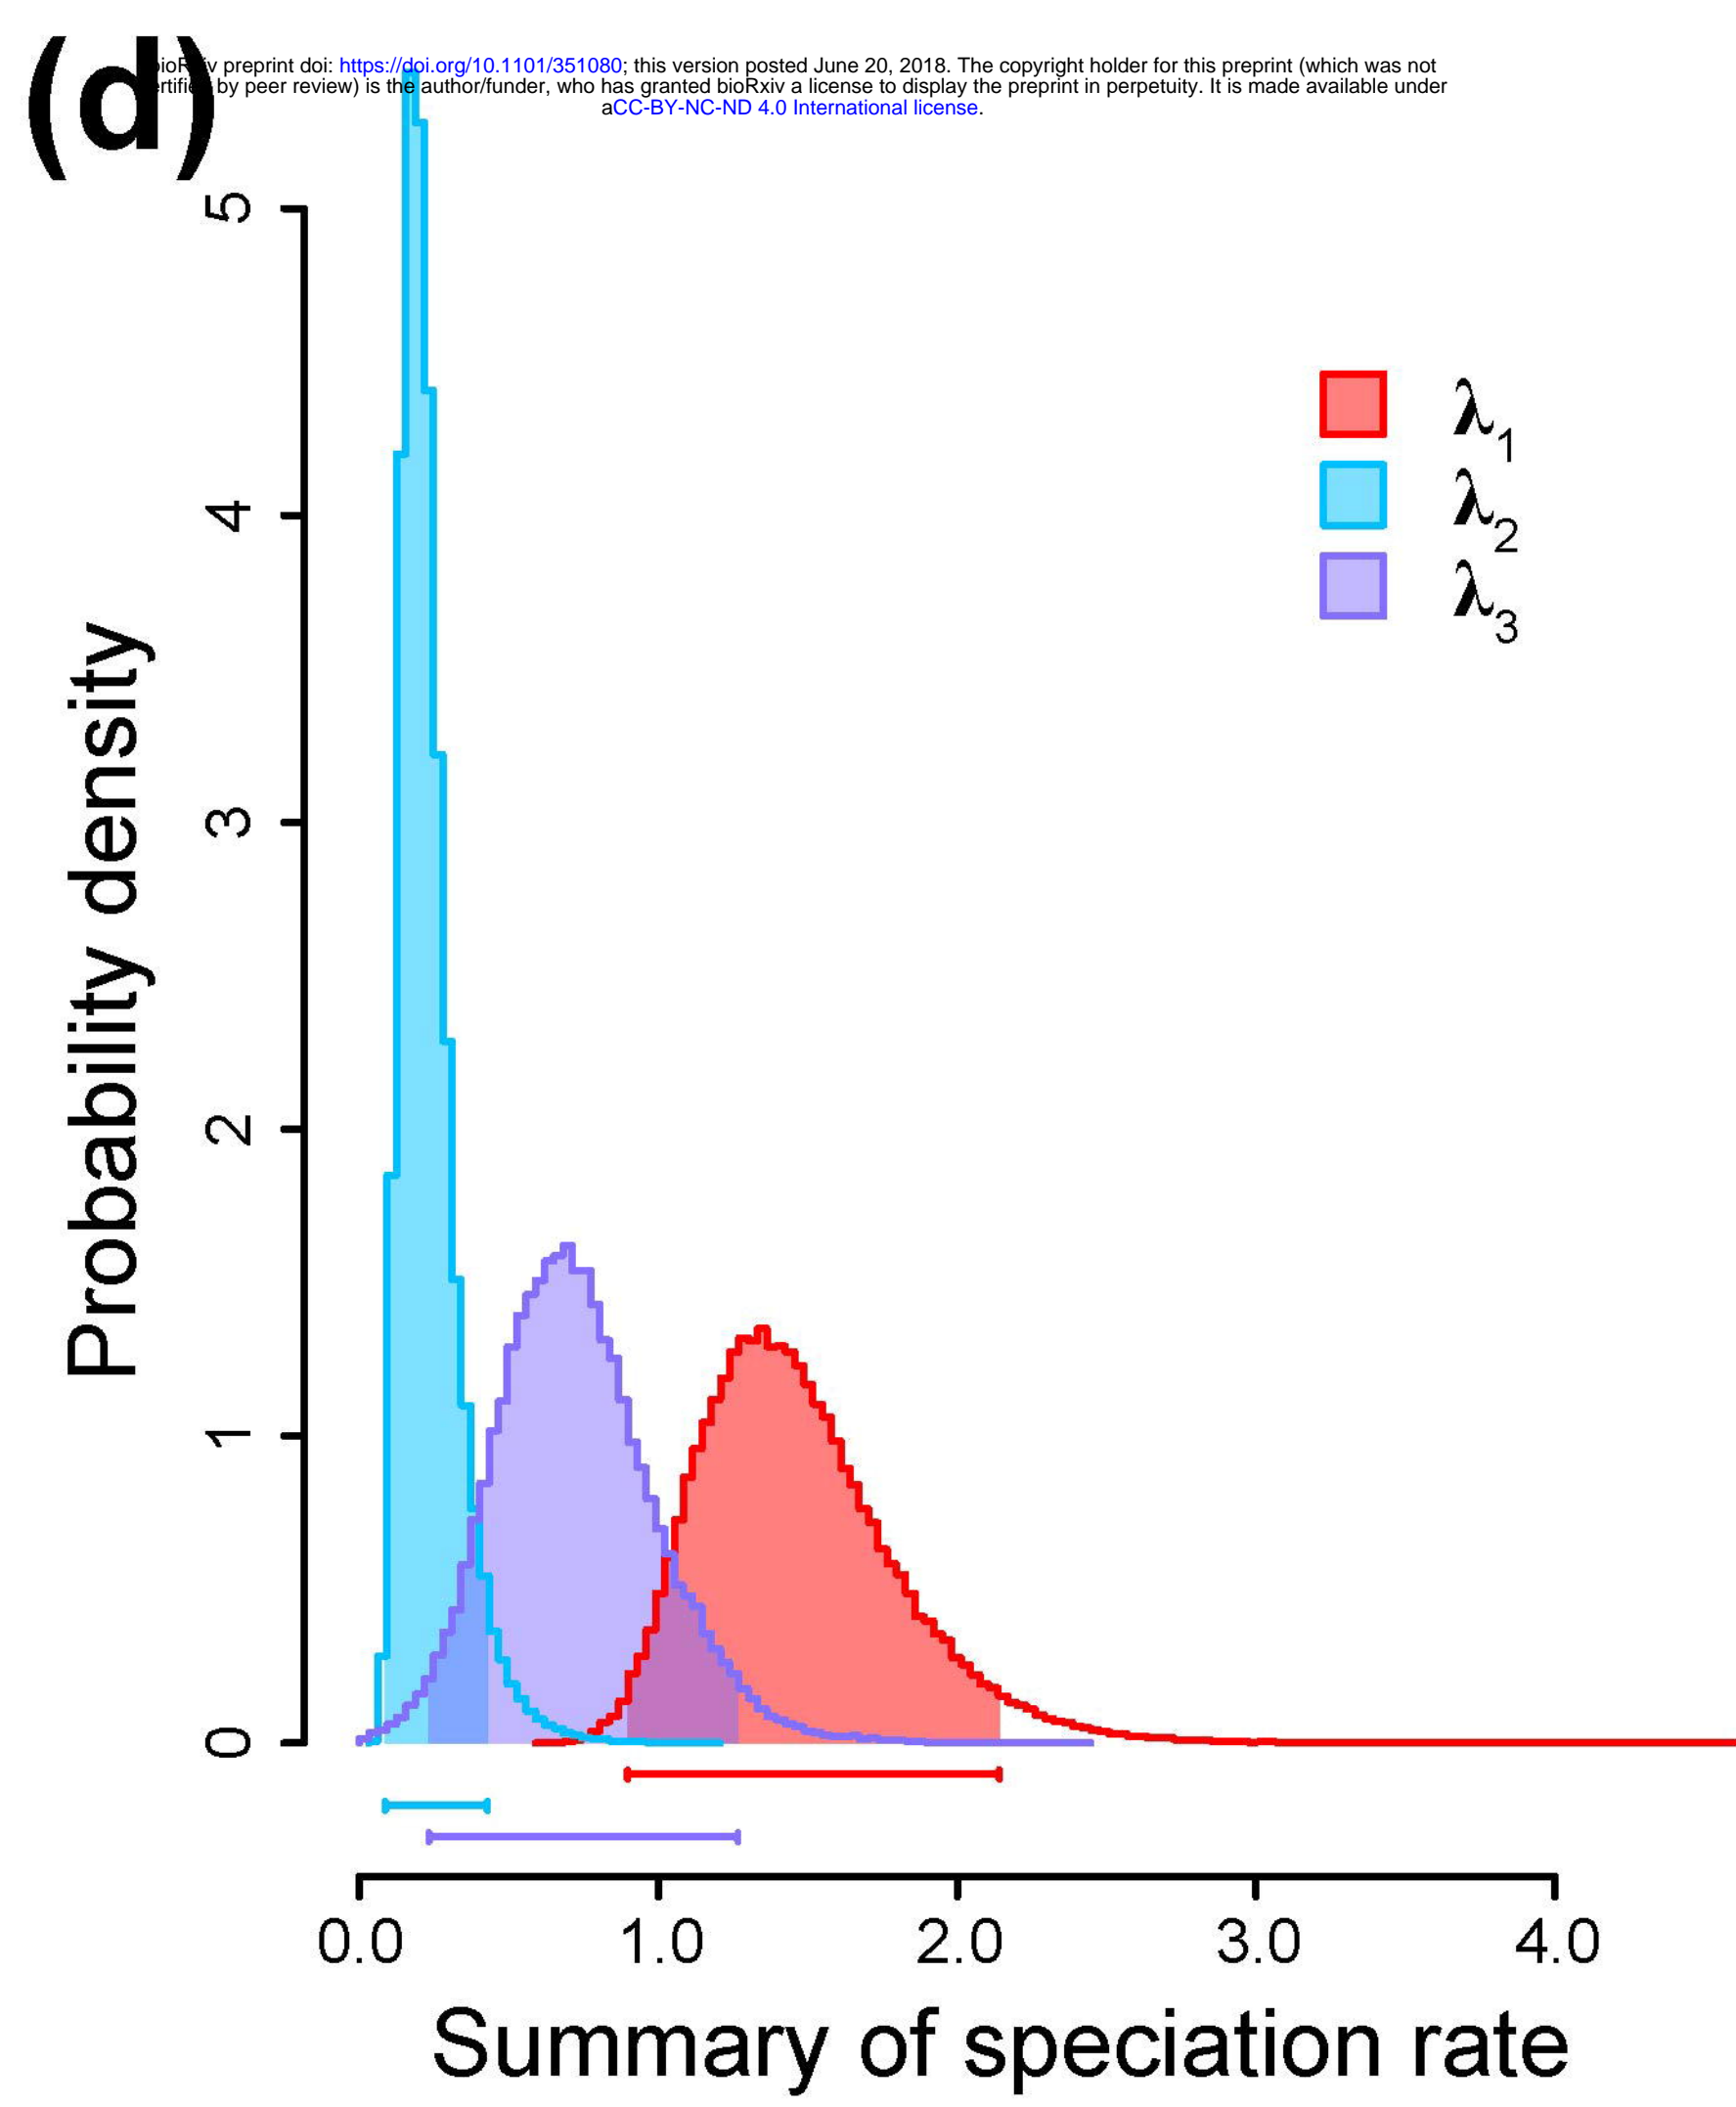 (d)
bioRxiv preprint doi: https://doi.org/10.1101/351080; this version posted June 20, 2018. The copyright holder for this preprint (which was not
certified by peer review) is the author/funder, who has granted bioRxiv a license to display the preprint in perpetuity. It is made available under
aCC-BY-NC-ND 4.0 International license.
Probability density
5
4
3
2
1
0
λ1
λ2
λ3
0.0 1.0 2.0 3.0 4.0
Summary of speciation rate